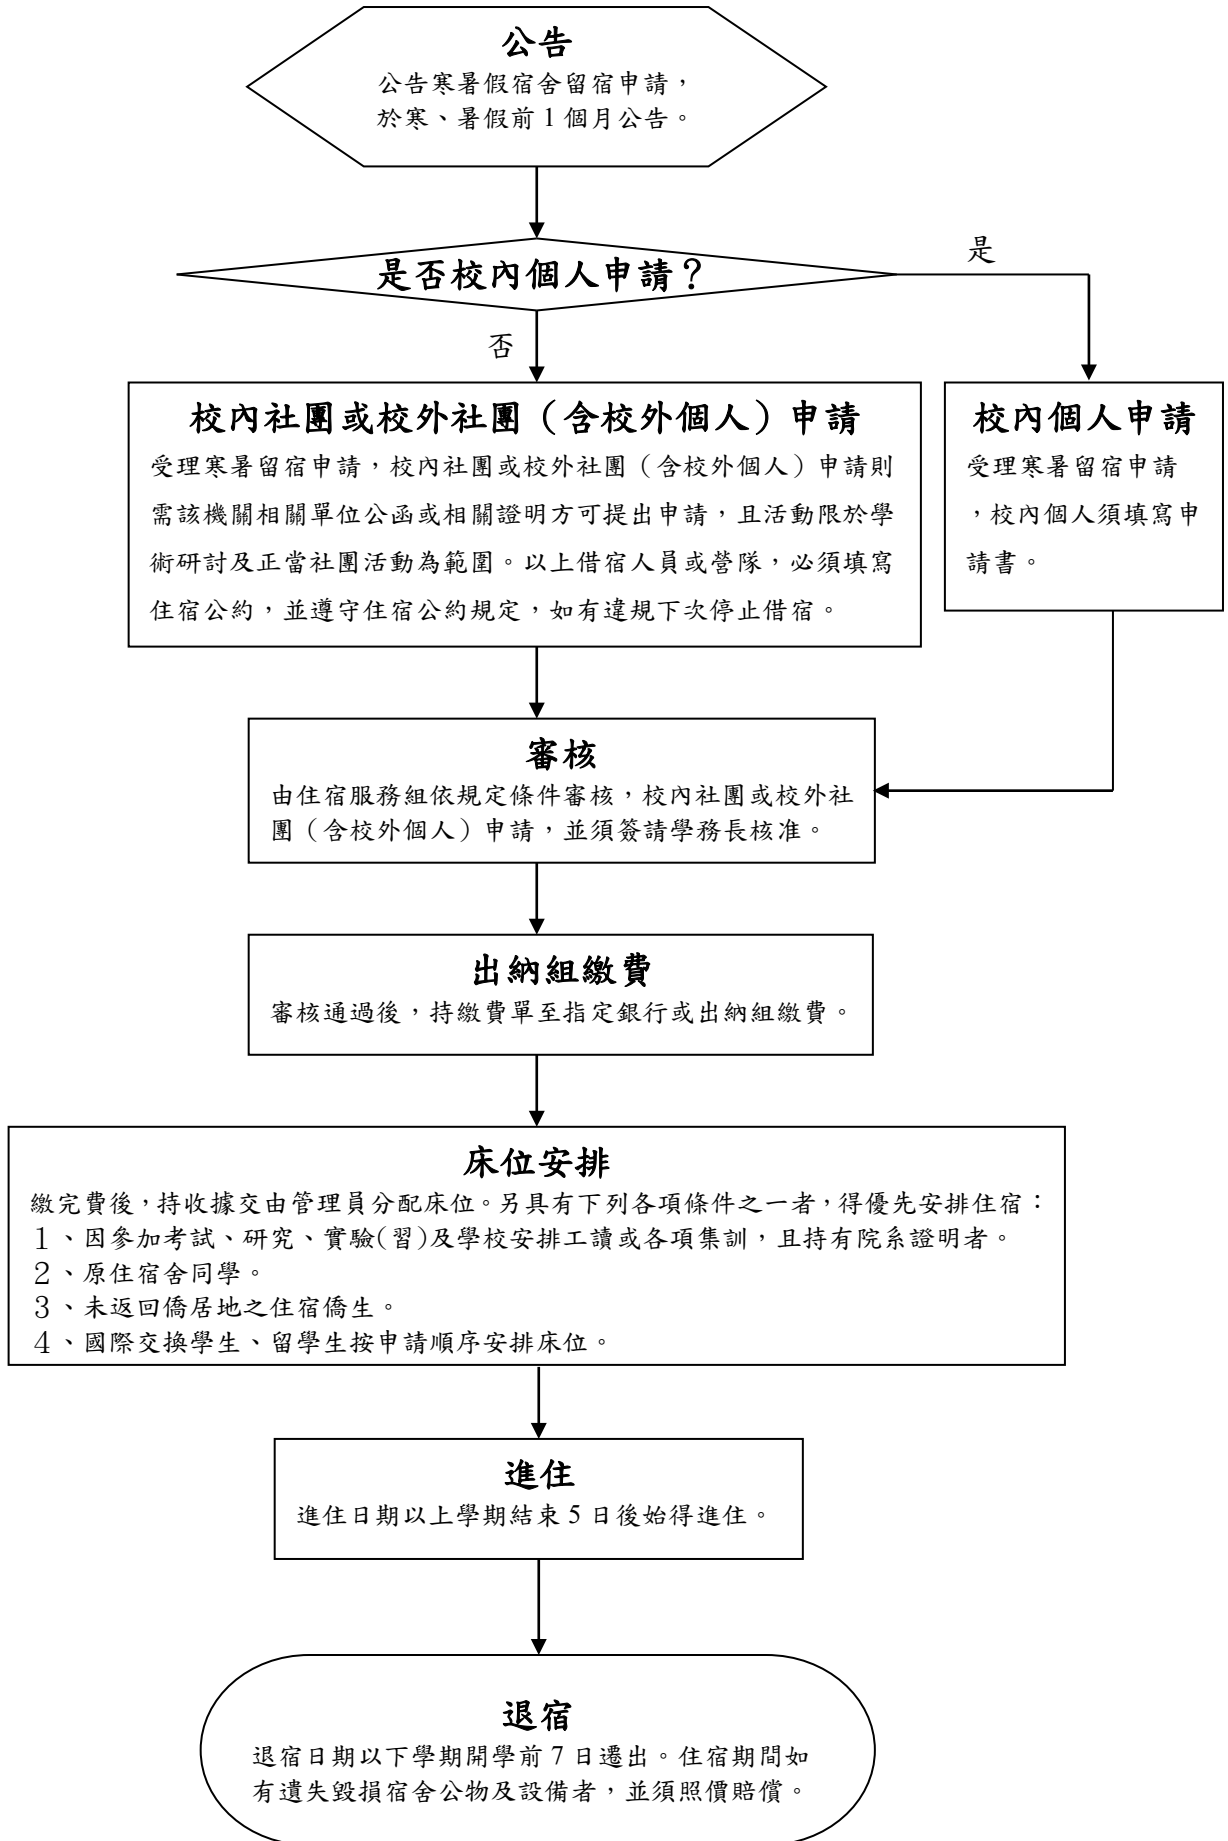 公告
公告寒暑假宿舍留宿申請，
於寒、暑假前 1 個月公告。
是否校內個人申請？
是
否
校內社團或校外社團（含校外個人）申請
受理寒暑留宿申請，校內社團或校外社團（含校外個人）申請則
需該機關相關單位公函或相關證明方可提出申請，且活動限於學
術研討及正當社團活動為範圍。以上借宿人員或營隊，必須填寫
住宿公約，並遵守住宿公約規定，如有違規下次停止借宿。
校內個人申請
受理寒暑留宿申請
，校內個人須填寫申
請書。
審核
由住宿服務組依規定條件審核，校內社團或校外社
團（含校外個人）申請，並須簽請學務長核准。
出納組繳費
審核通過後，持繳費單至指定銀行或出納組繳費。
床位安排
繳完費後，持收據交由管理員分配床位。另具有下列各項條件之一者，得優先安排住宿：
１、因參加考試、研究、實驗(習)及學校安排工讀或各項集訓，且持有院系證明者。
２、原住宿舍同學。
３、未返回僑居地之住宿僑生。
４、國際交換學生、留學生按申請順序安排床位。
進住
進住日期以上學期結束 5 日後始得進住。
退宿
退宿日期以下學期開學前 7 日遷出。住宿期間如
有遺失毀損宿舍公物及設備者，並須照價賠償。